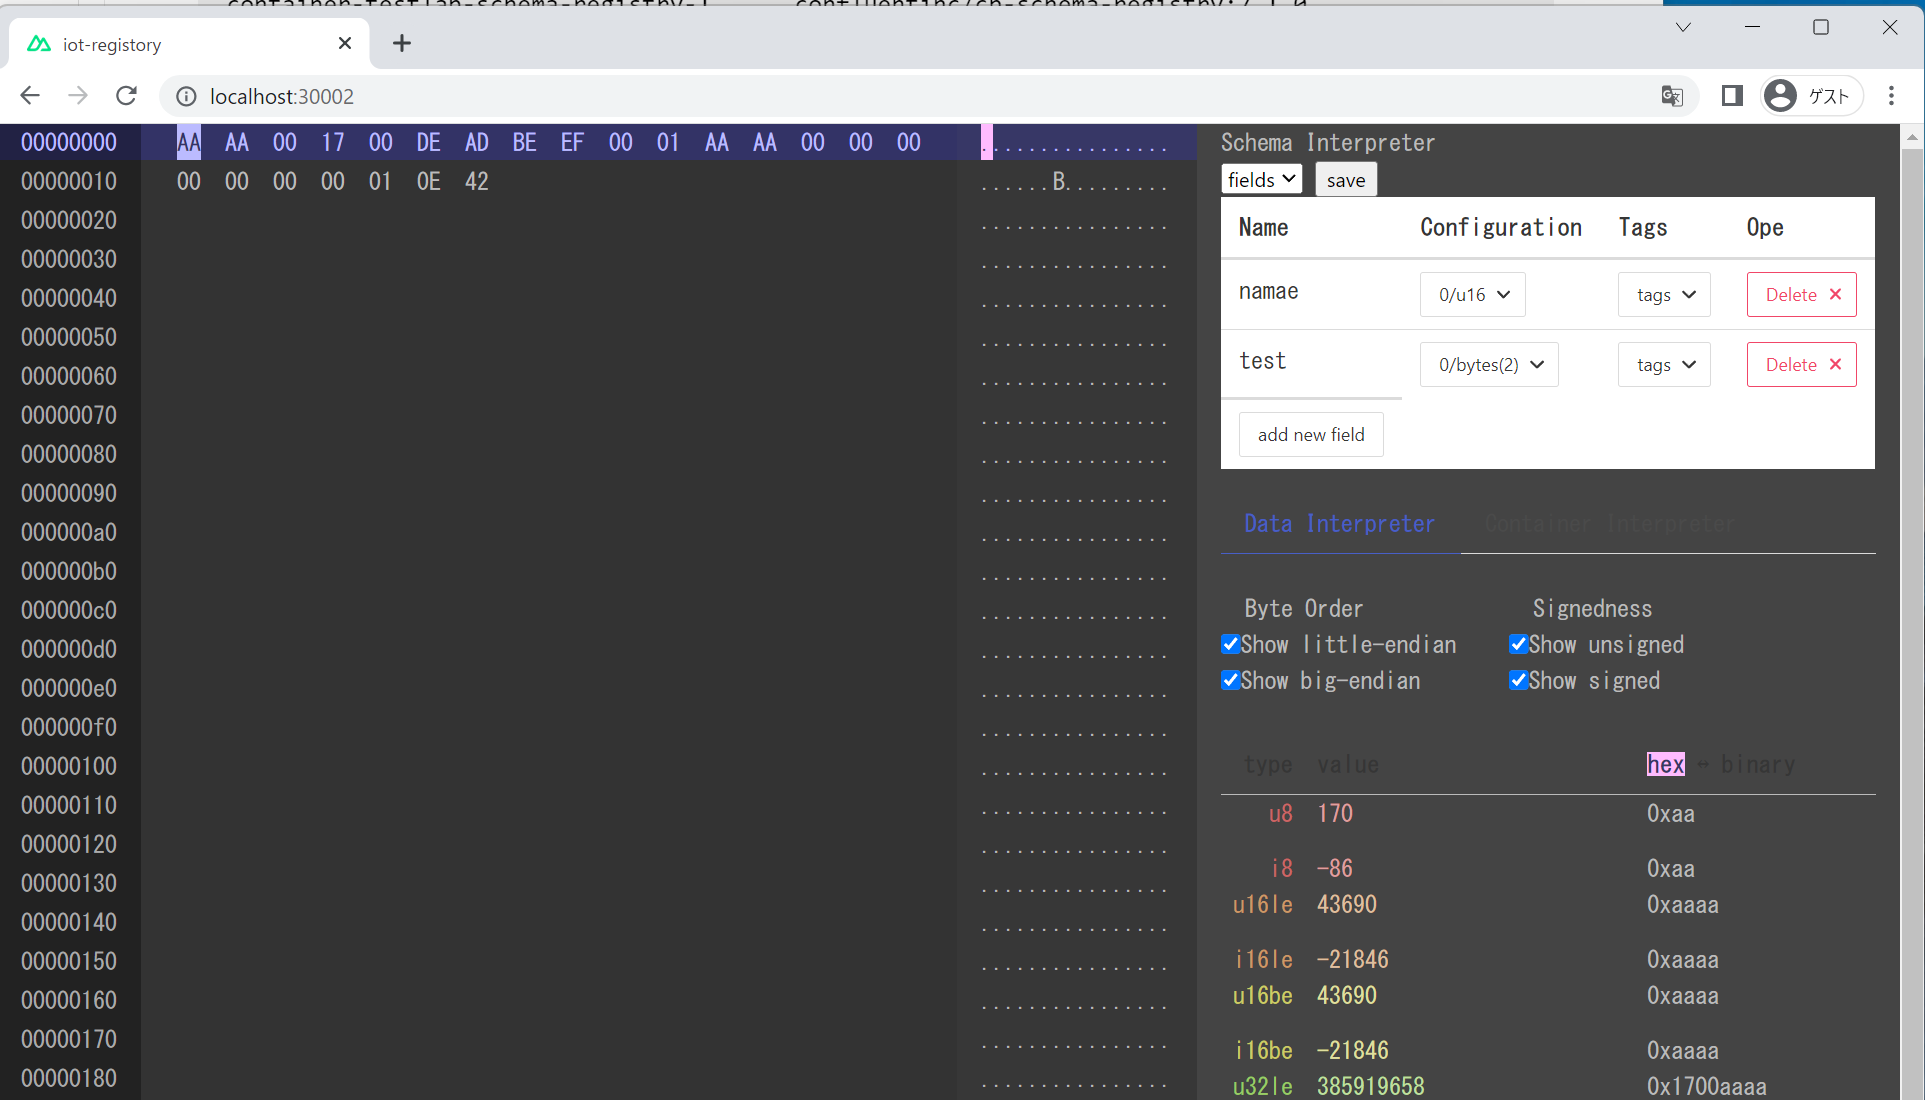 iot-registory
localhost:30002
ゲスト
00000000 AA AA 00 17 00 DE AD BE EF 00 01 AA AA 00 00 00 ................
00000010 00 00 00 00 01 0E 42 ......B.........
00000020 ................
00000030 ................
00000040 ................
00000050 ................
00000060 ................
00000070 ................
00000080 ................
00000090 ................
000000a0 ................
000000b0 ................
000000c0 ................
000000d0 ................
000000e0 ................
000000f0 ................
00000100 ................
00000110 ................
00000120 ................
00000130 ................
00000140 ................
00000150 ................
00000160 ................
00000170 ................
00000180 ................
Schema Interpreter
fields save
Name Configuration Tags Ope
namae 0/u16 tags Delete ×
test 0/bytes(2) tags Delete ×
add new field
Data Interpreter Container Interpreter
Byte Order Signedness
Show little-endian Show unsigned
Show big-endian Show signed
type value hex ↔ binary
u8 170 0xaa
i8 -86 0xaa
u16le 43690 0xaaaa
i16le -21846 0xaaaa
u16be 43690 0xaaaa
i16be -21846 0xaaaa
u32le 385919658 0x1700aaaa